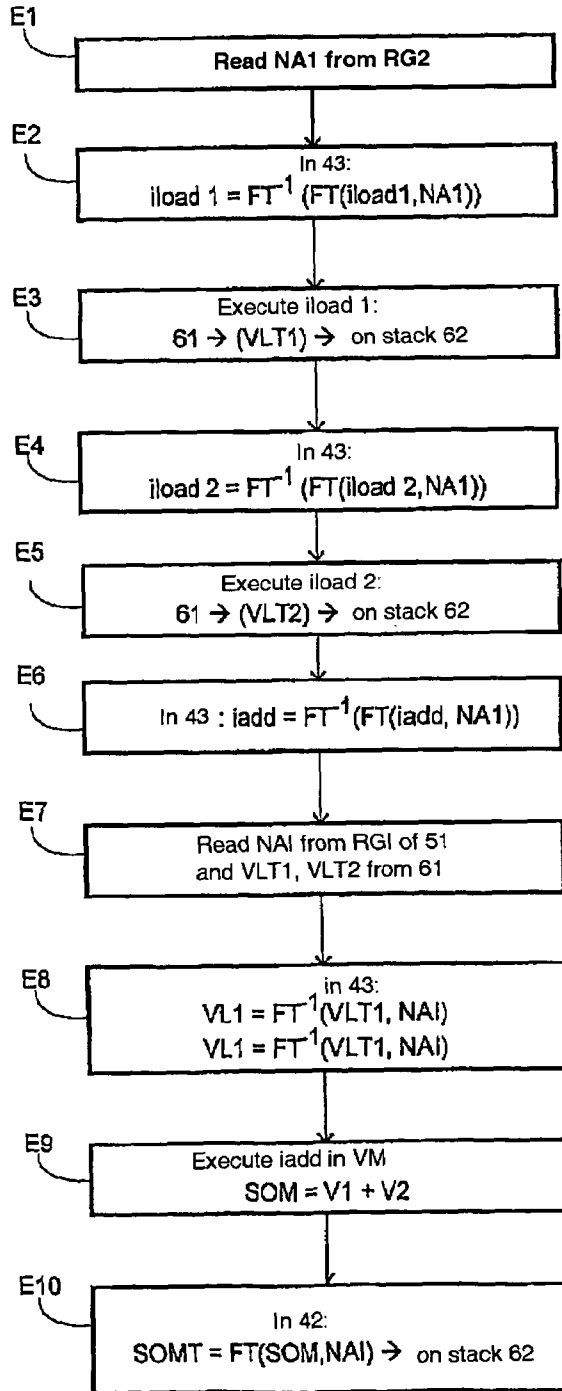 E1
Read NA1 from RG2
E2
In 43:
iload 1 = FT⁻¹ (FT(iload1,NA1))
E3
Execute iload 1:
61 → (VLT1) → on stack 62
E4
In 43:
iload 2 = FT⁻¹ (FT(iload 2,NA1))
E5
Execute iload 2:
61 → (VLT2) → on stack 62
E6
In 43 : iadd = FT⁻¹(FT(iadd, NA1))
E7
Read NAI from RGI of 51
and VLT1, VLT2 from 61
E8
in 43:
VL1 = FT⁻¹(VLT1, NAI)
VL1 = FT⁻¹(VLT1, NAI)
E9
Execute iadd in VM
SOM = V1 + V2
E10
In 42:
SOMT = FT(SOM,NAI) → on stack 62